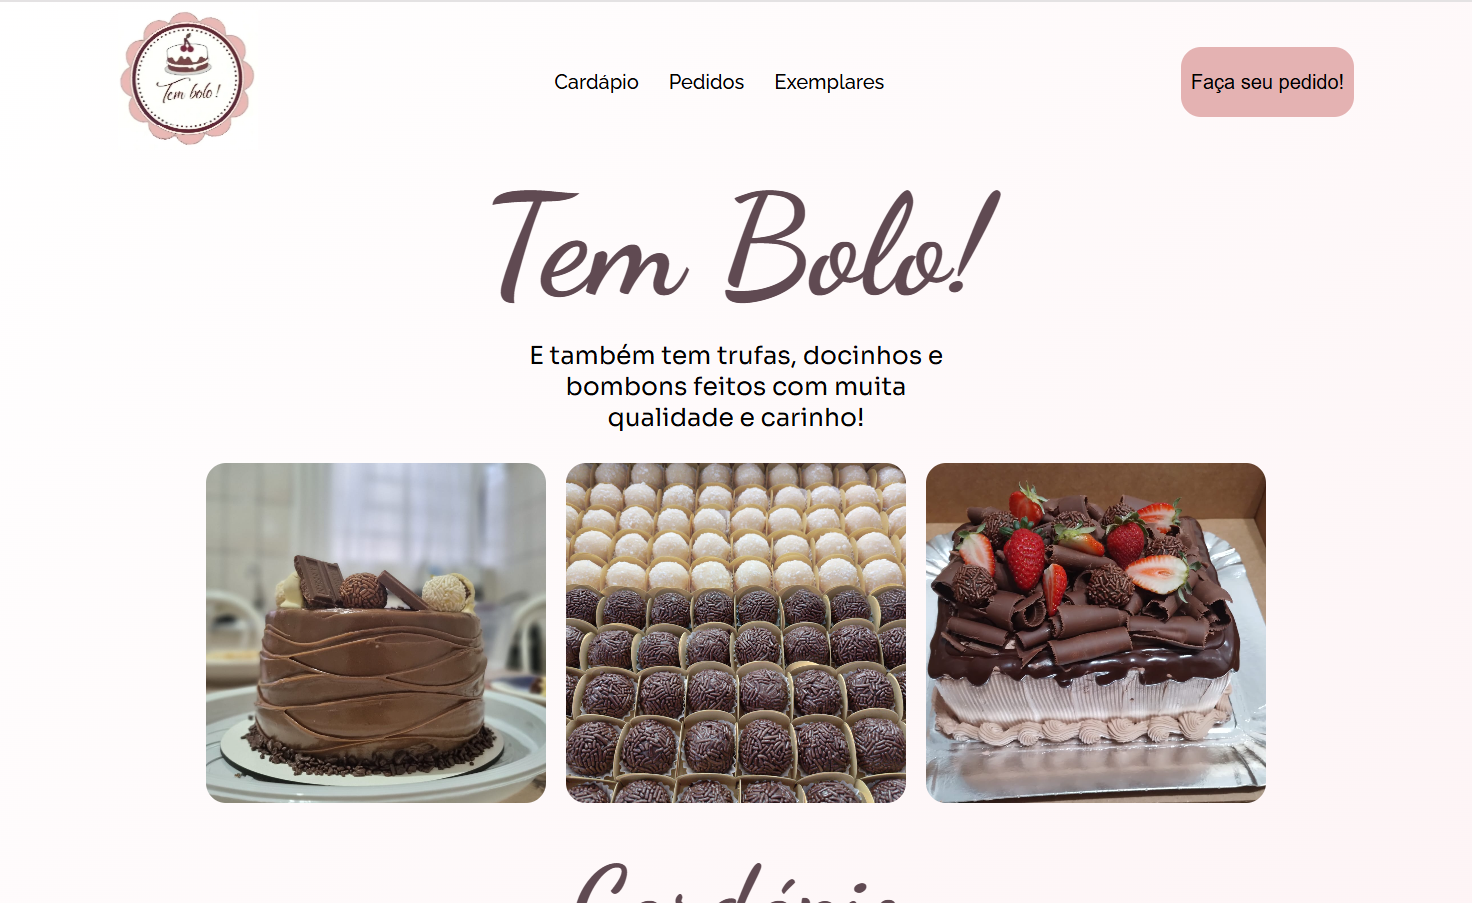 Tem bolo!
Cardápio Pedidos Exemplares
Faça seu pedido!
Tem Bolo!
E também tem trufas, docinhos e
bombons feitos com muita
qualidade e carinho!
Cardápio